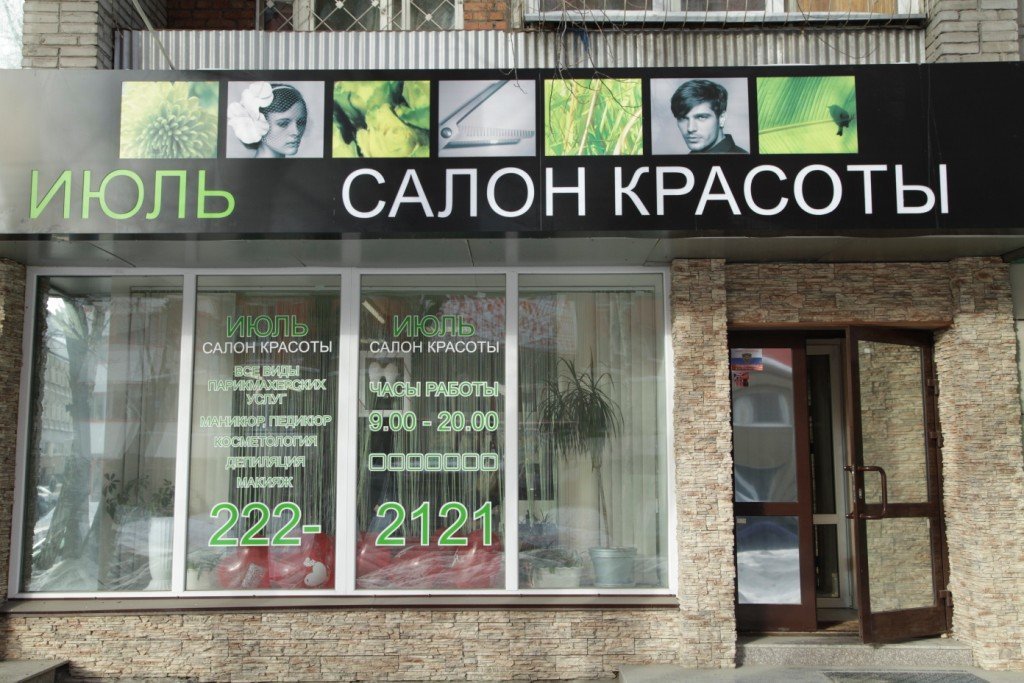 ИЮЛЬ САЛОН КРАСОТЫ
ИЮЛЬ
САЛОН КРАСОТЫ
ВСЕ ВИДЫ
ПАРИКМАХЕРСКИХ
УСЛУГ
МАНИКЮР, ПЕДИКЮР
КОСМЕТОЛОГИЯ
ДЕПИЛЯЦИЯ
МАКИЯЖ
222-
ИЮЛЬ
САЛОН КРАСОТЫ
ЧАСЫ РАБОТЫ
9.00 - 20.00
2121